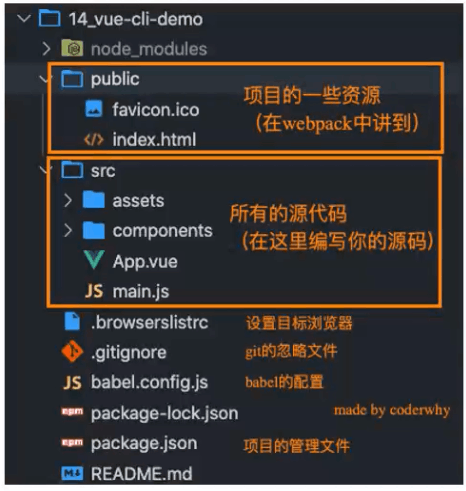 14_vue-cli-demo
node_modules
public
favicon.ico
index.html
项目的一些资源
（在webpack中讲到）
src
assets
components
App.vue
JS main.js
所有的源代码
（在这里编写你的源码）
.browserslistrc 设置目标浏览器
.gitignore git的忽略文件
JS babel.config.js babel的配置
npm package-lock.json made by coderwhy
npm package.json 项目的管理文件
M README.md